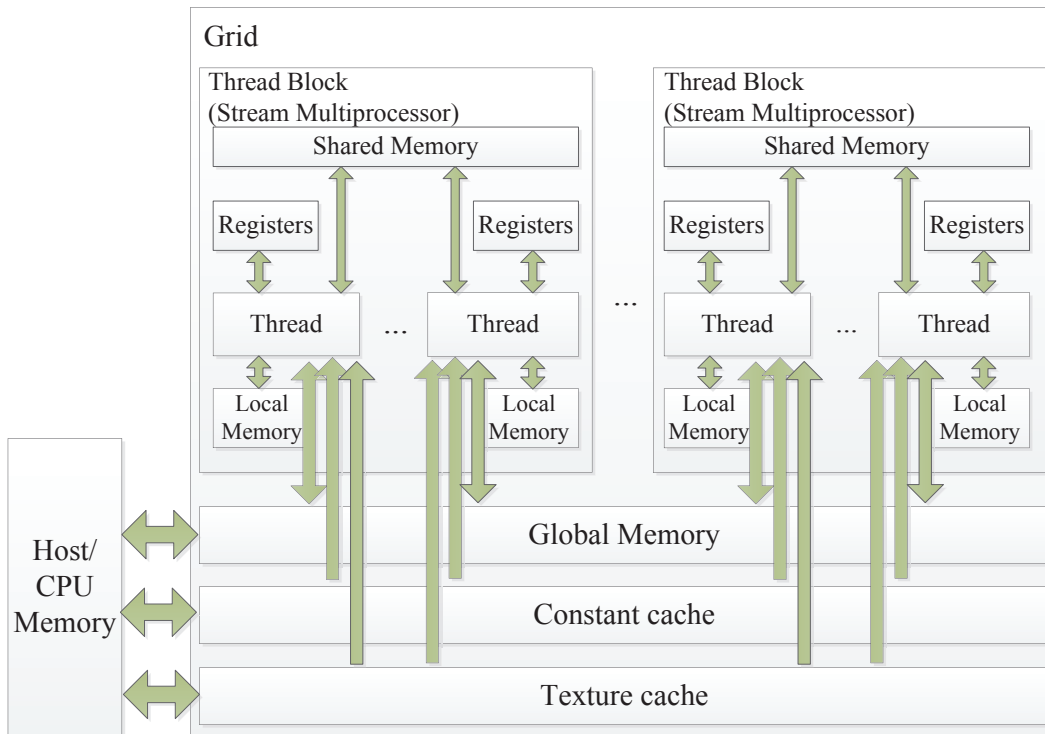 Grid
Thread Block
(Stream Multiprocessor)
Shared Memory
Registers
Registers
Thread
...
Thread
Local
Memory
Local
Memory
...
Thread Block
(Stream Multiprocessor)
Shared Memory
Registers
Registers
Thread
...
Thread
Local
Memory
Local
Memory
Host/
CPU
Memory
Global Memory
Constant cache
Texture cache